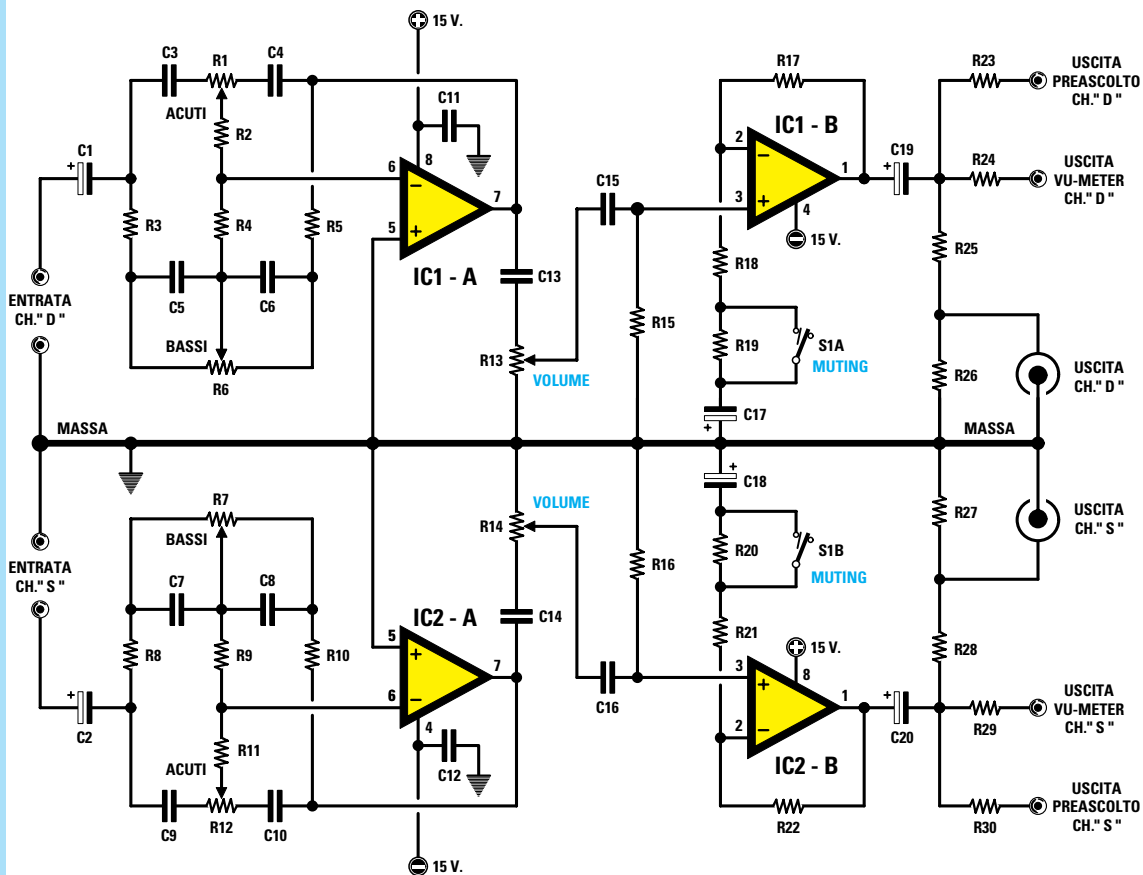 15 V.
C3
R1
C4
ACUTI
R2
C1
R3
R4
R5
C5
C6
BASSI
R6
ENTRATA
CH." D "
C11
8
6
5
7
IC1 - A
C13
R13
VOLUME
C15
R15
R17
IC1 - B
2
3
1
4
15 V.
R18
R19
S1A
MUTING
C17
C19
R23
R24
R25
R26
USCITA
PREASCOLTO
CH." D "
USCITA
VU-METER
CH." D "
USCITA
CH." D "
MASSA
MASSA
R7
BASSI
C7
C8
R8
R9
R10
R11
ACUTI
C9
R12
C10
C2
ENTRATA
CH." S "
IC2 - A
5
6
7
4
C12
15 V.
VOLUME
R14
C14
C16
R16
C18
R20
S1B
MUTING
R21
15 V.
3
8
2
1
IC2 - B
R22
C20
R27
R28
R29
R30
USCITA
CH." S "
USCITA
VU-METER
CH." S "
USCITA
PREASCOLTO
CH." S "